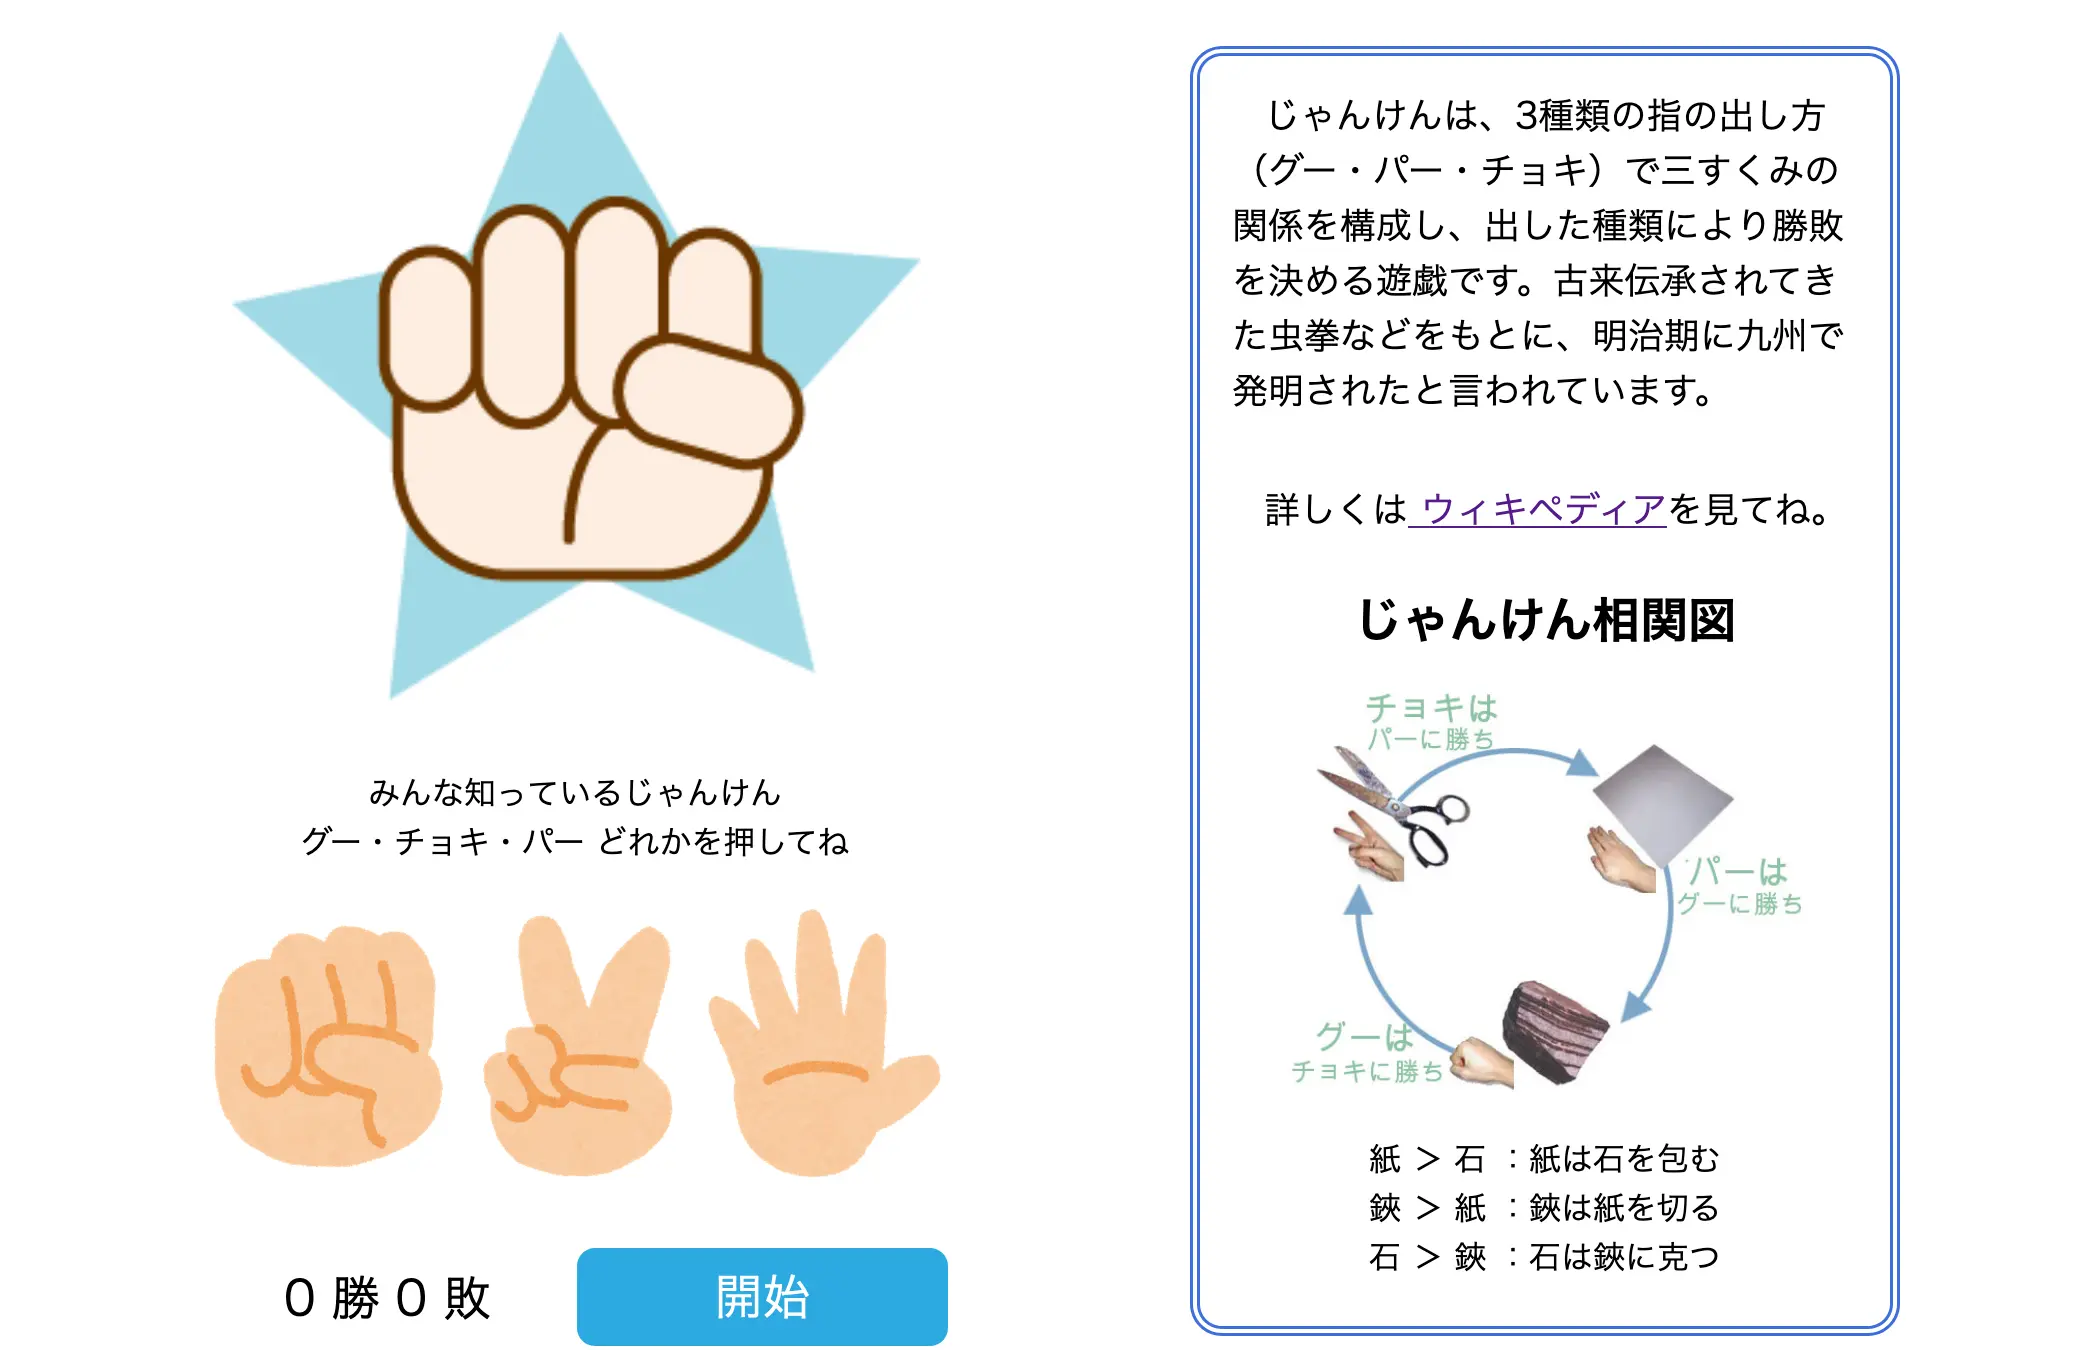 みんな知っているじゃんけん
グー・チョキ・パー どれかを押してね
0 勝 0 敗
開始
じゃんけんは、3種類の指の出し方
（グー・パー・チョキ）で三すくみの
関係を構成し、出した種類により勝敗
を決める遊戯です。古来伝承されてき
た虫拳などをもとに、明治期に九州で
発明されたと言われています。
詳しくは ウィキペディアを見てね。
じゃんけん相関図
チョキは
パーに勝ち
パーは
グーに勝ち
グーは
チョキに勝ち
紙 ＞ 石 ：紙は石を包む
鋏 ＞ 紙 ：鋏は紙を切る
石 ＞ 鋏 ：石は鋏に克つ